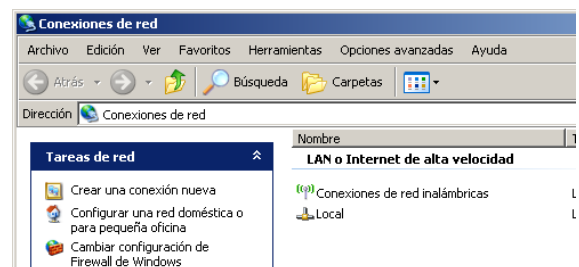 Conexiones de red
Archivo Edición Ver Favoritos Herramientas Opciones avanzadas Ayuda
Atrás Búsqueda Carpetas
Dirección Conexiones de red
Nombre
Tareas de red
LAN o Internet de alta velocidad
Crear una conexión nueva
Conexiones de red inalámbricas
Configurar una red doméstica o
Local
para pequeña oficina
Cambiar configuración de
Firewall de Windows